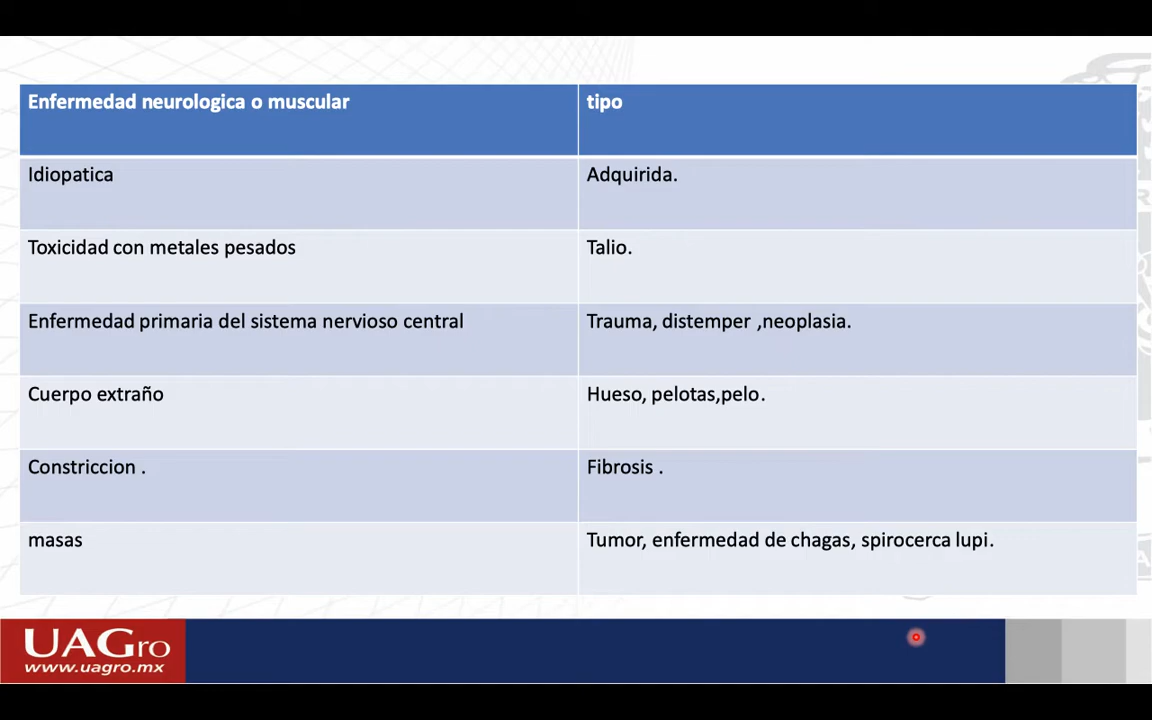 Enfermedad neurologica o muscular
tipo
Idiopatica
Adquirida.
Toxicidad con metales pesados
Talio.
Enfermedad primaria del sistema nervioso central
Trauma, distemper ,neoplasia.
Cuerpo extraño
Hueso, pelotas,pelo.
Constriccion .
Fibrosis .
masas
Tumor, enfermedad de chagas, spirocerca lupi.
UAGro
www.uagro.mx